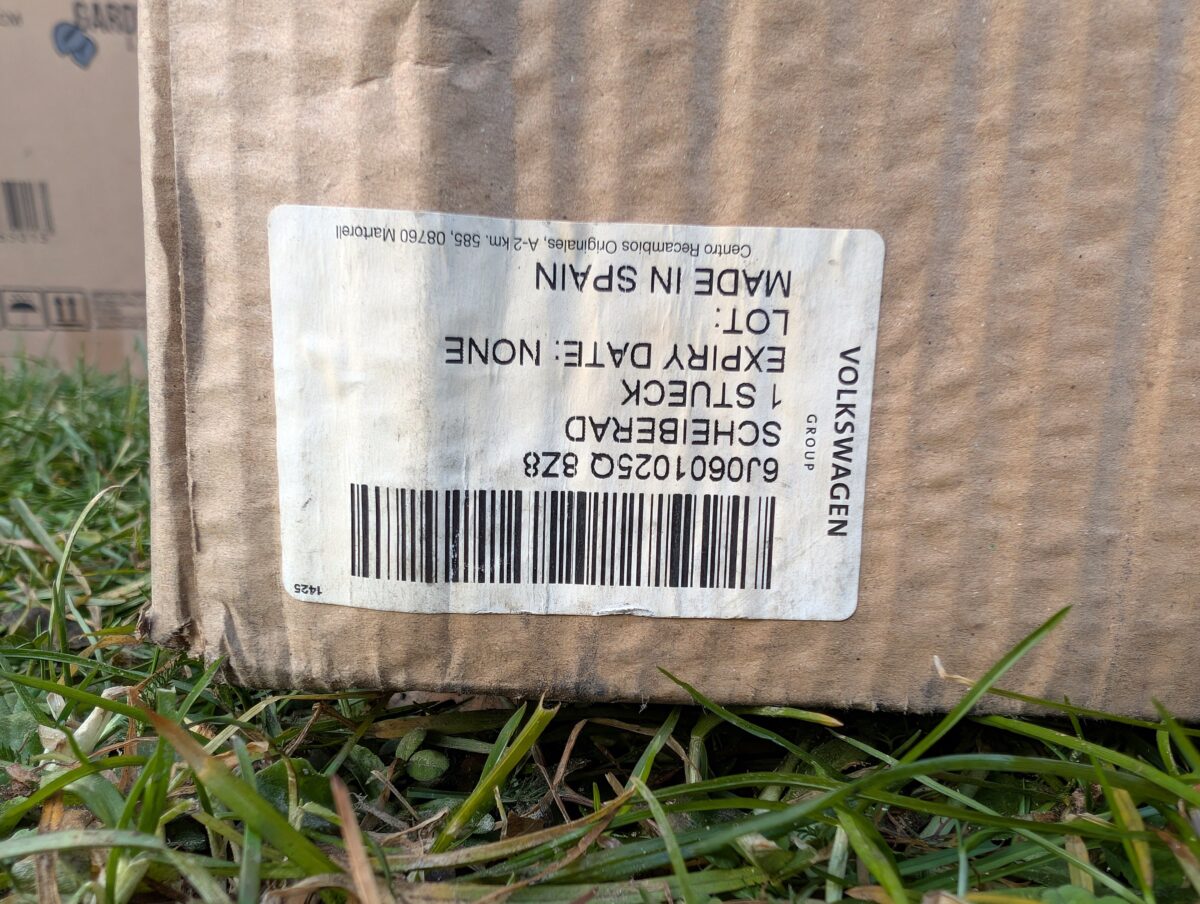 GARD
6J0601025Q 8Z8
SCHEIBERAD
1 STUECK
EXPIRY DATE: NONE
LOT:
MADE IN SPAIN
Centro Recambios Originales, A-2 km. 585, 08760 Martorell
VOLKSWAGEN
GROUP
1425